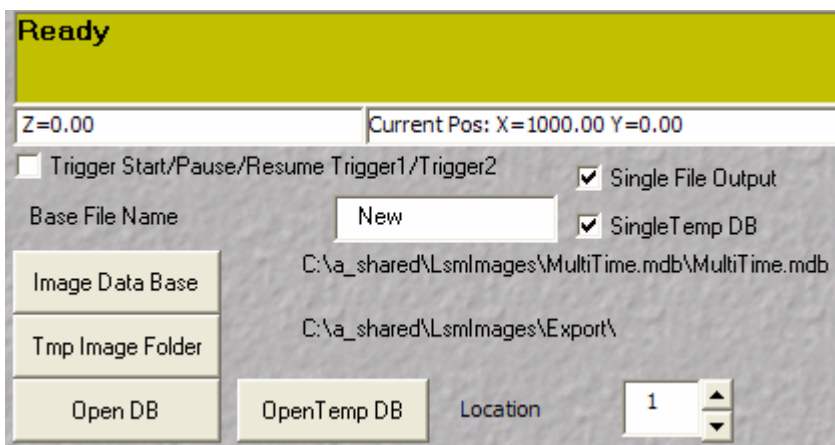 Ready
Z=0.00 Current Pos: X=1000.00 Y=0.00
Trigger Start/Pause/Resume Trigger1/Trigger2
Single File Output
Base File Name New SingleTemp DB
Image Data Base C:\a_shared\LsmImages\MultiTime.mdb\MultiTime.mdb
Tmp Image Folder C:\a_shared\LsmImages\Export\
Open DB OpenTemp DB Location 1